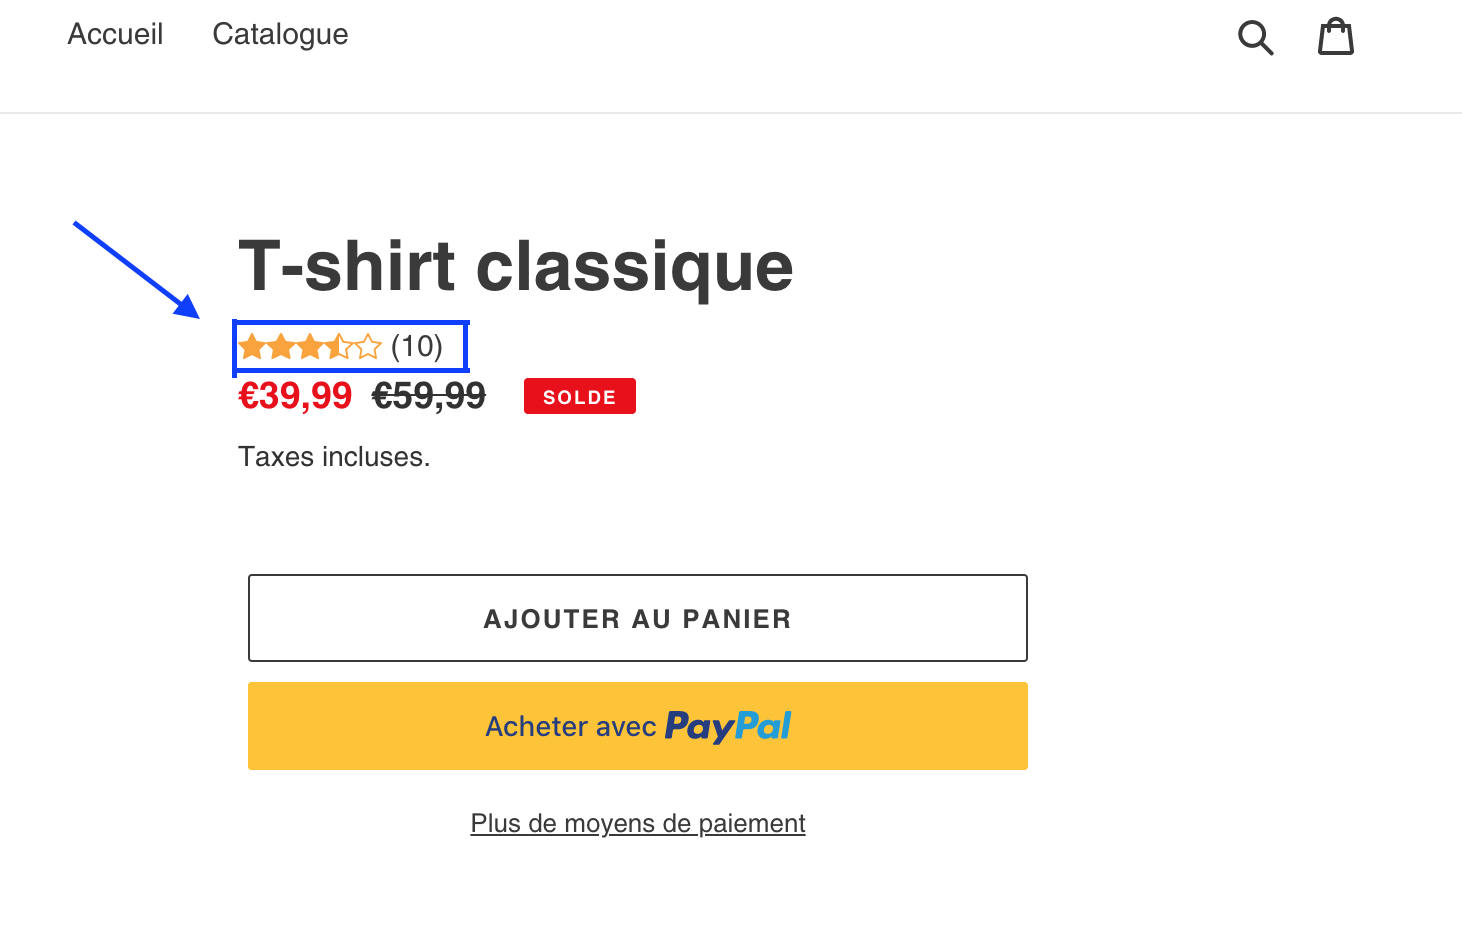 Accueil Catalogue
T-shirt classique
(10)
€39,99 €59,99 SOLDE
Taxes incluses.
AJOUTER AU PANIER
Acheter avec PayPal
Plus de moyens de paiement